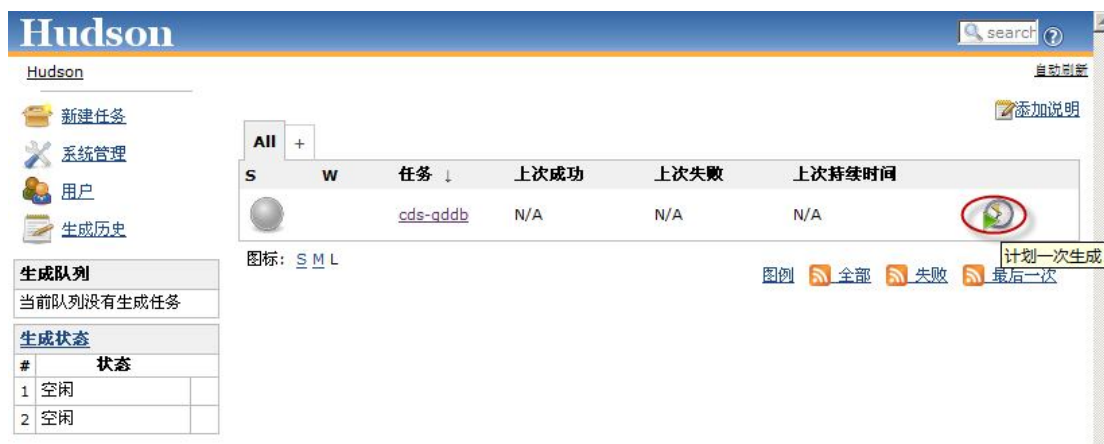 Hudson
search ?
Hudson
自动刷新
新建任务
系统管理
用户
生成历史
添加说明
All +
S W 任务 ↓ 上次成功 上次失败 上次持续时间
cds-qddb N/A N/A N/A
计划一次生成
图标: S M L
图例 全部 失败 最后一次
生成队列
当前队列没有生成任务
生成状态
# 状态
1 空闲
2 空闲